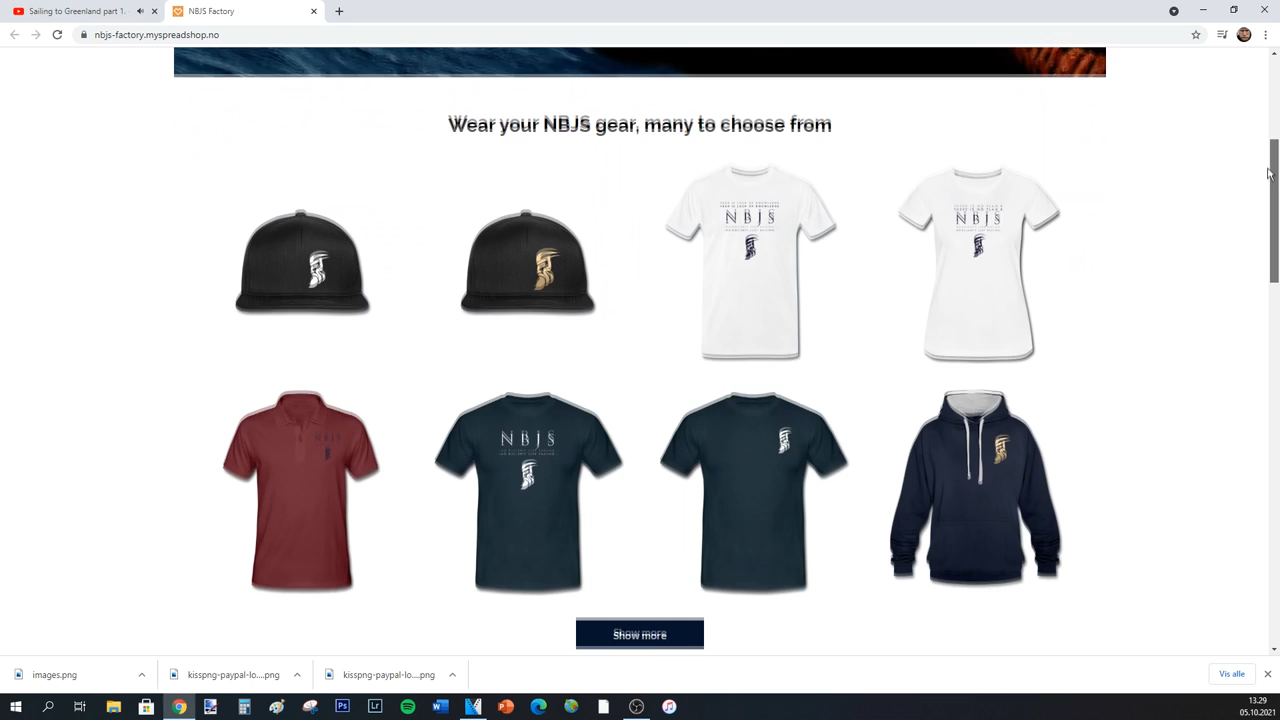 Sailing to Greenland part 1.
NBJS Factory
nbjs-factory.myspreadshop.no
Wear your NBJS gear, many to choose from
NBJS
NBJS
NBJS
NBJS
Show more
images.png
kisspng-paypal-lo....png
kisspng-paypal-lo....png
Vis alle
13.29
05.10.2021